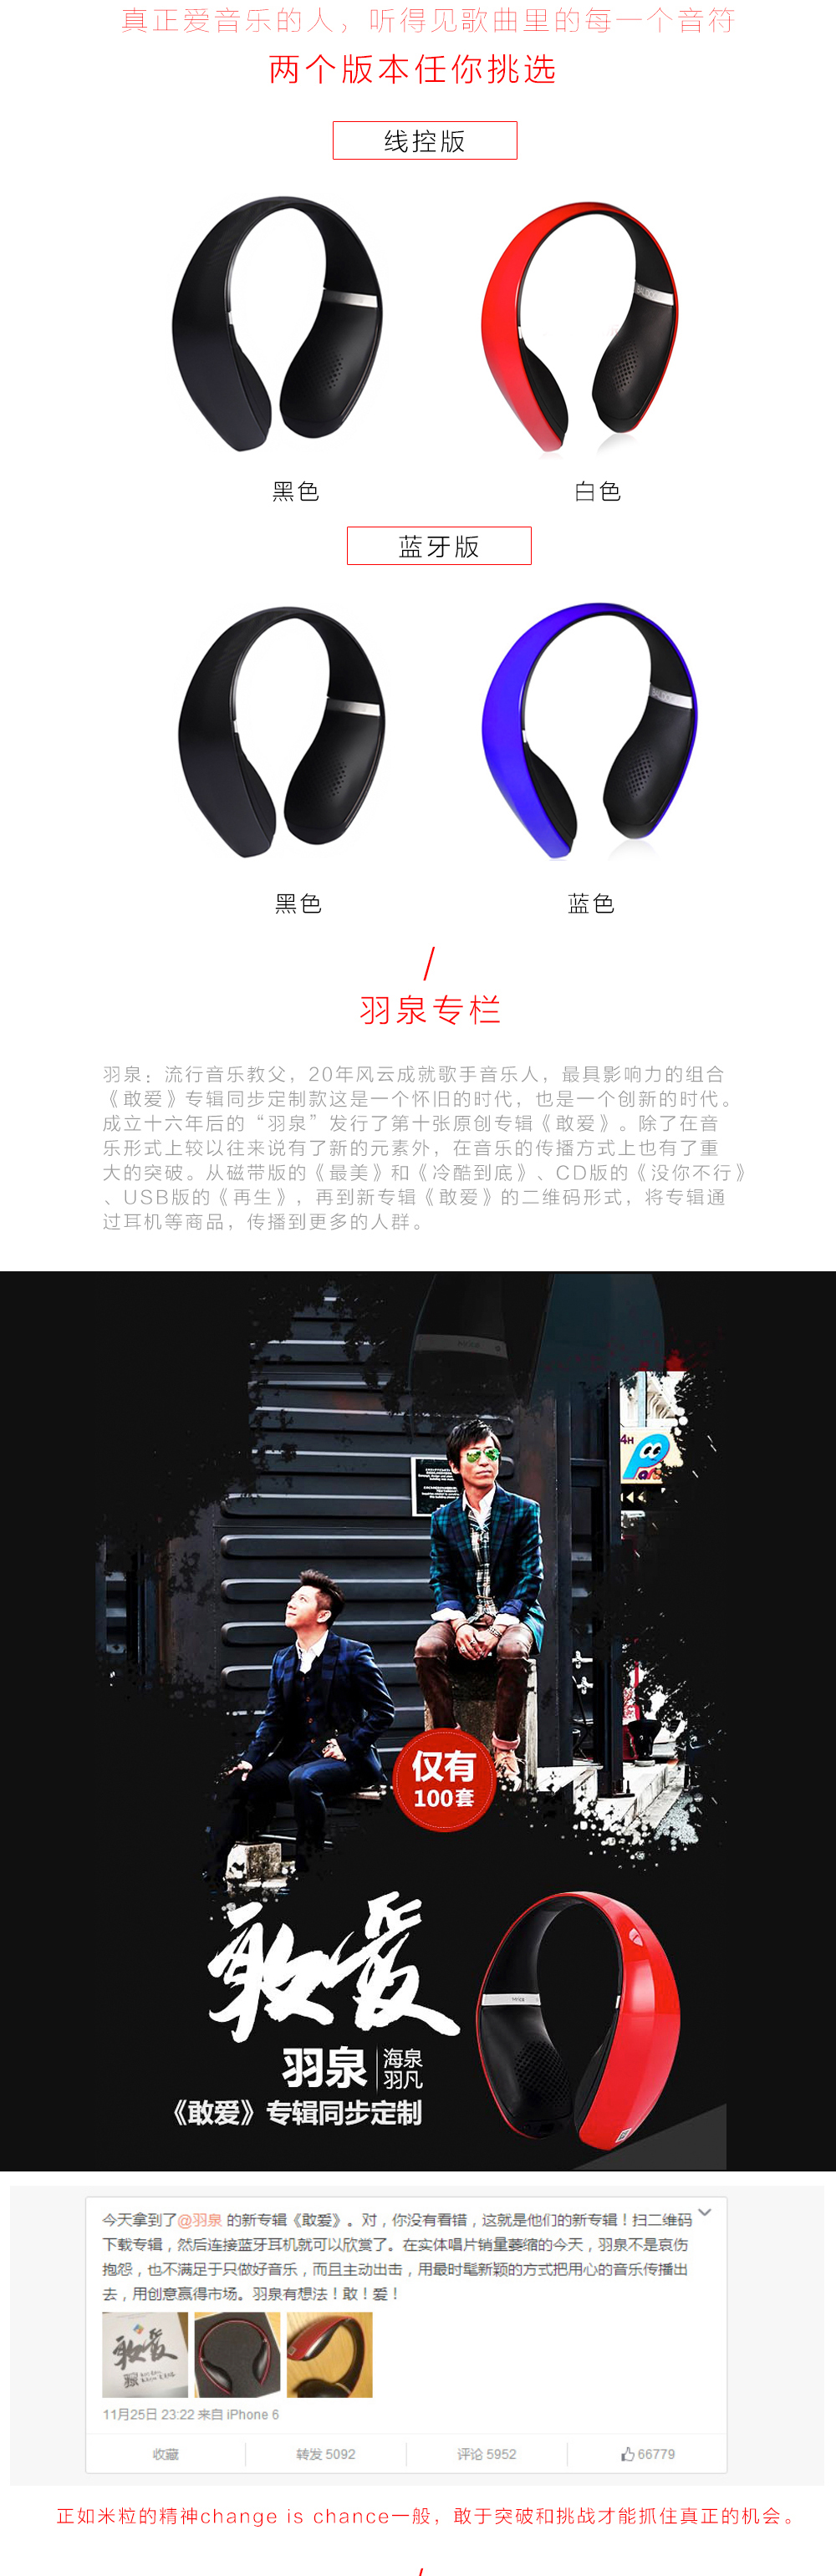 真正爱音乐的人，听得见歌曲里的每一个音符
两个版本任你挑选
线控版
黑色
白色
蓝牙版
黑色
蓝色
/
羽泉专栏
羽泉：流行音乐教父，20年风云成就歌手音乐人，最具影响力的组合
《敢爱》专辑同步定制款这是一个怀旧的时代，也是一个创新的时代。
成立十六年后的“羽泉”发行了第十张原创专辑《敢爱》。除了在音
乐形式上较以往来说有了新的元素外，在音乐的传播方式上也有了重
大的突破。从磁带版的《最美》和《冷酷到底》、CD版的《没你不行》
、USB版的《再生》，再到新专辑《敢爱》的二维码形式，将专辑通
过耳机等商品，传播到更多的人群。
4H
仅有
100套
敢爱
羽泉
海泉
羽凡
《敢爱》专辑同步定制
今天拿到了@羽泉 的新专辑《敢爱》。对，你没有看错，这就是他们的新专辑！扫二维码
下载专辑，然后连接蓝牙耳机就可以欣赏了。在实体唱片销量萎缩的今天，羽泉不是哀伤
抱怨，也不满足于只做好音乐，而且主动出击，用最时髦新颖的方式把用心的音乐传播出
去，用创意赢得市场。羽泉有想法！敢！爱！
敢爱
11月25日 23:22 来自 iPhone 6
收藏
转发 5092
评论 5952
66779
正如米粒的精神change is chance一般，敢于突破和挑战才能抓住真正的机会。